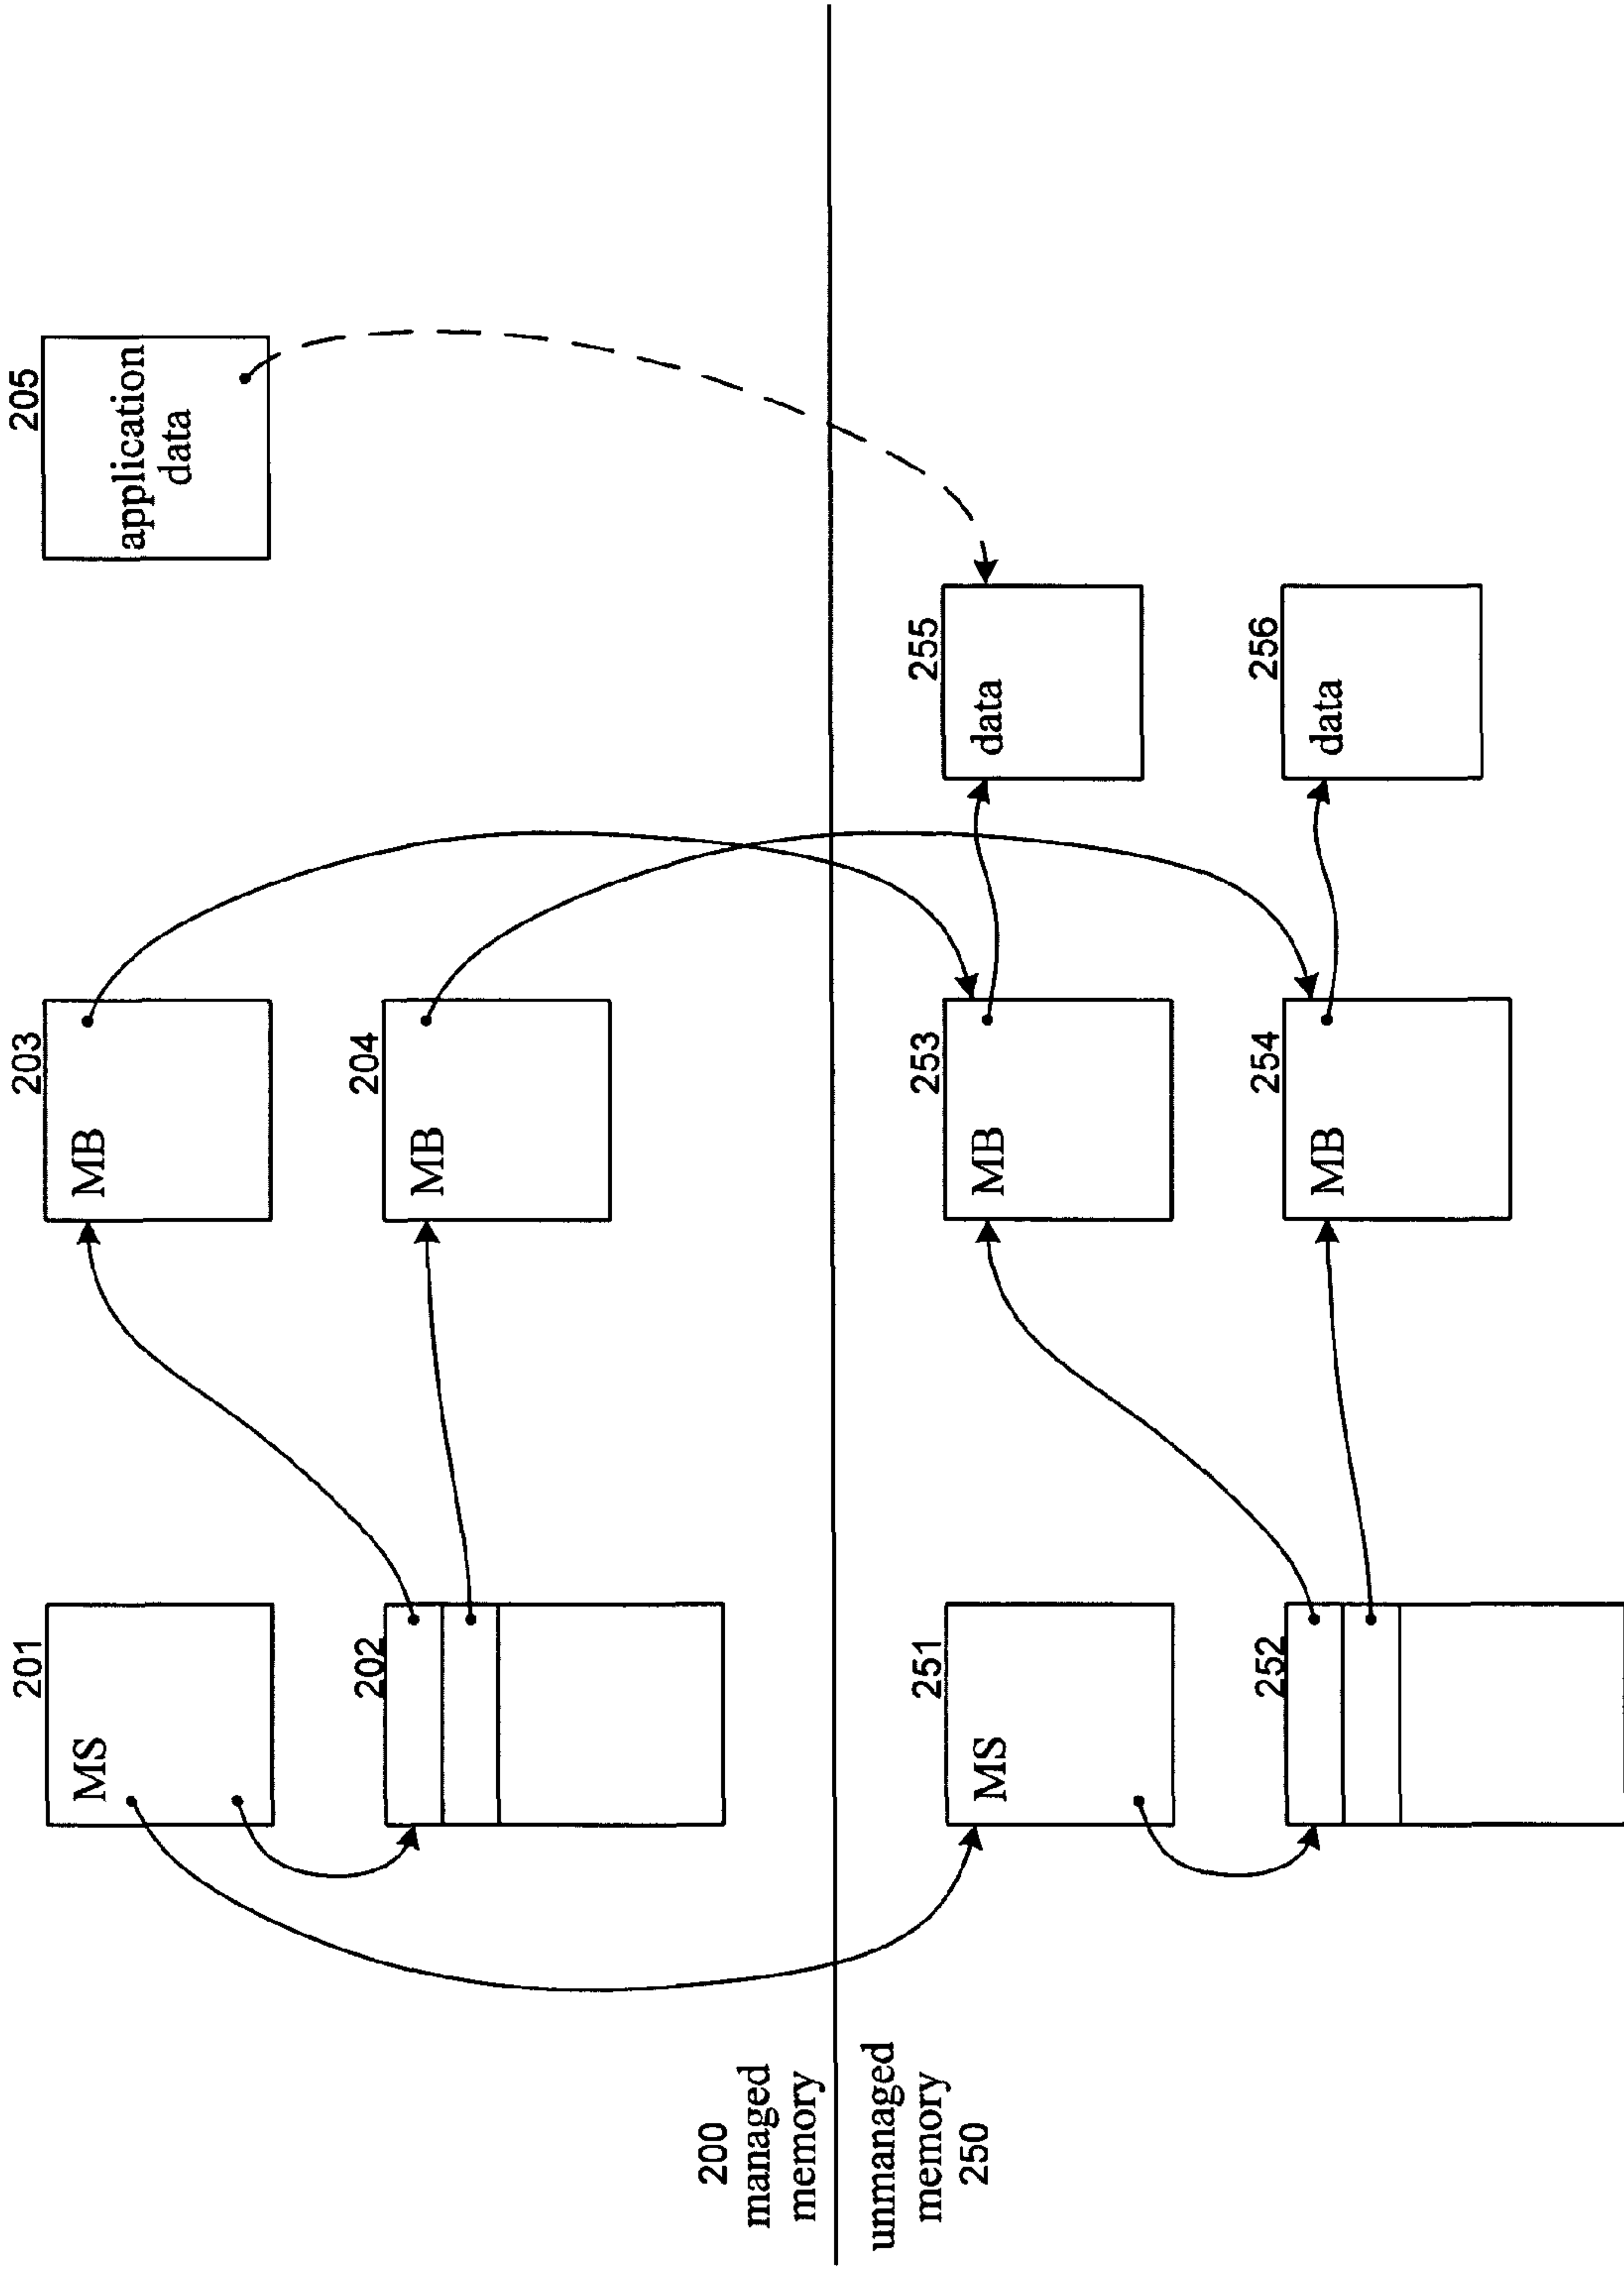 201
MS
203
MB
205
application
data
202
204
MB
200
managed
memory
unmanaged
memory
250
251
MS
253
MB
255
data
252
254
MB
256
data